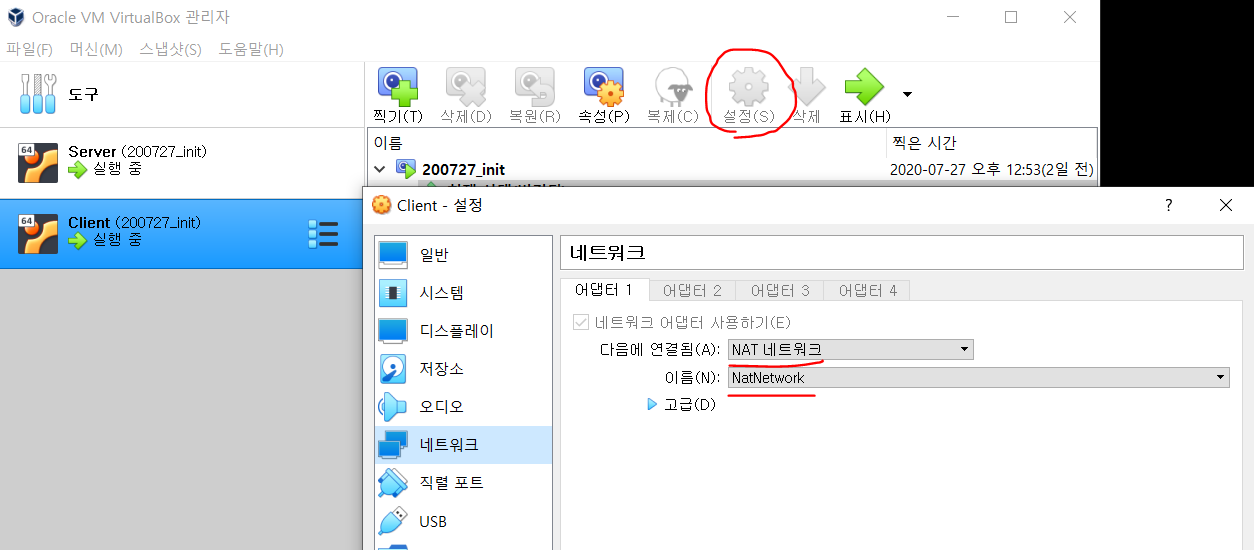 Oracle VM VirtualBox 관리자
파일(F) 머신(M) 스냅샷(S) 도움말(H)
도구
찍기(T) 삭제(D) 복원(R) 속성(P) 복제(C) 설정(S) 삭제 표시(H)
이름 찍은 시간
64 Server (200727_init)
실행 중
200727_init 2020-07-27 오후 12:53(2일 전)
64 Client (200727_init)
실행 중
Client - 설정 ?
일반
시스템
디스플레이
저장소
오디오
네트워크
직렬 포트
USB
네트워크
어댑터 1 어댑터 2 어댑터 3 어댑터 4
네트워크 어댑터 사용하기(E)
다음에 연결됨(A): NAT 네트워크
이름(N): NatNetwork
고급(D)